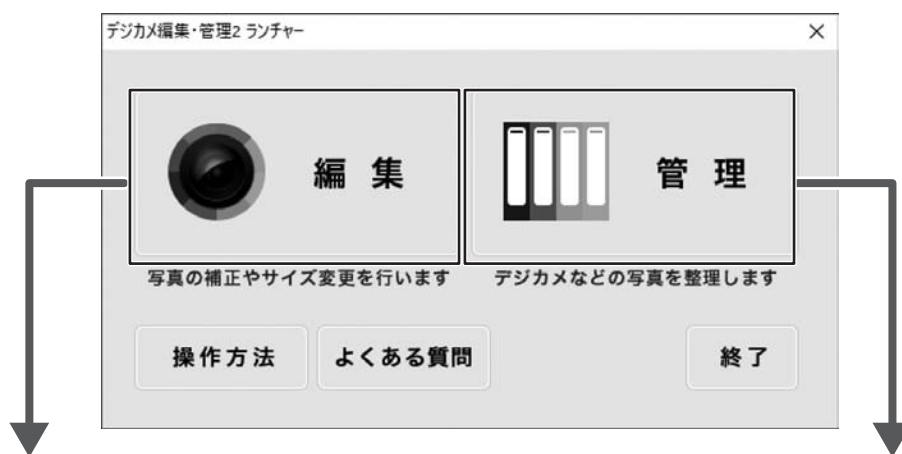 デジカメ編集・管理2 ランチャー
編集
管理
写真の補正やサイズ変更を行います
デジカメなどの写真を整理します
操作方法
よくある質問
終了